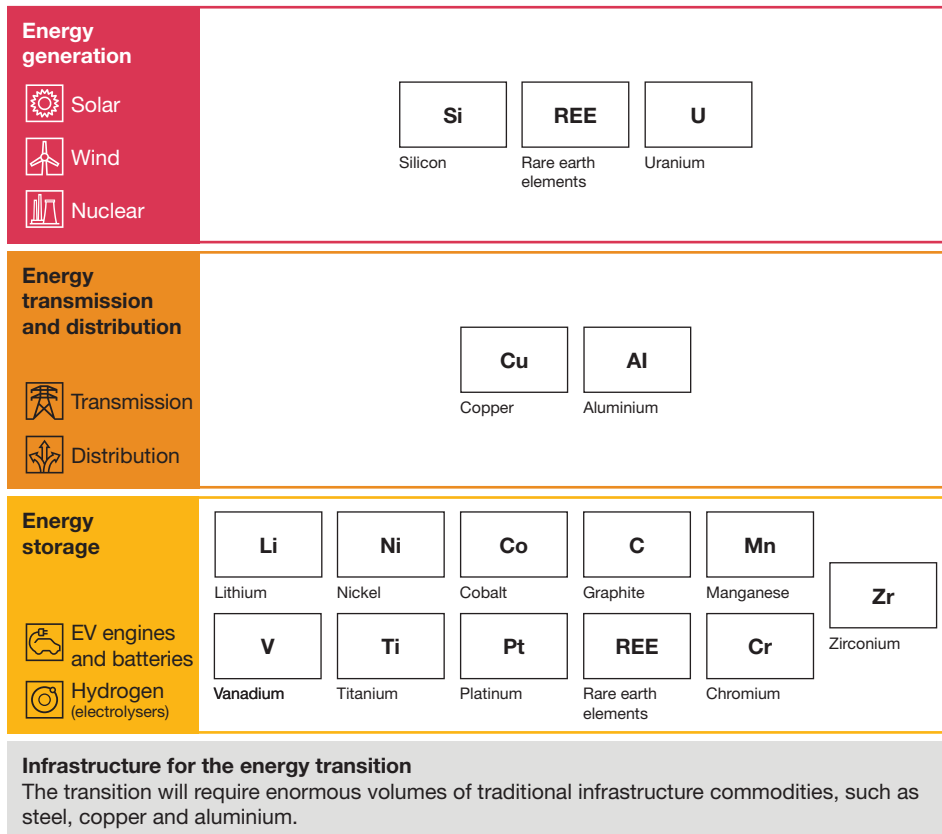 Energy
generation
Solar
Wind
Nuclear
Si
REE
U
Silicon
Rare earth
elements
Uranium
Energy
transmission
and distribution
Transmission
Distribution
Cu
Al
Copper
Aluminium
Energy
storage
EV engines
and batteries
Hydrogen
(electrolysers)
Li
Ni
Co
C
Mn
Lithium
Nickel
Cobalt
Graphite
Manganese
Zr
Zirconium
V
Ti
Pt
REE
Cr
Vanadium
Titanium
Platinum
Rare earth
elements
Chromium
Infrastructure for the energy transition
The transition will require enormous volumes of traditional infrastructure commodities, such as
steel, copper and aluminium.